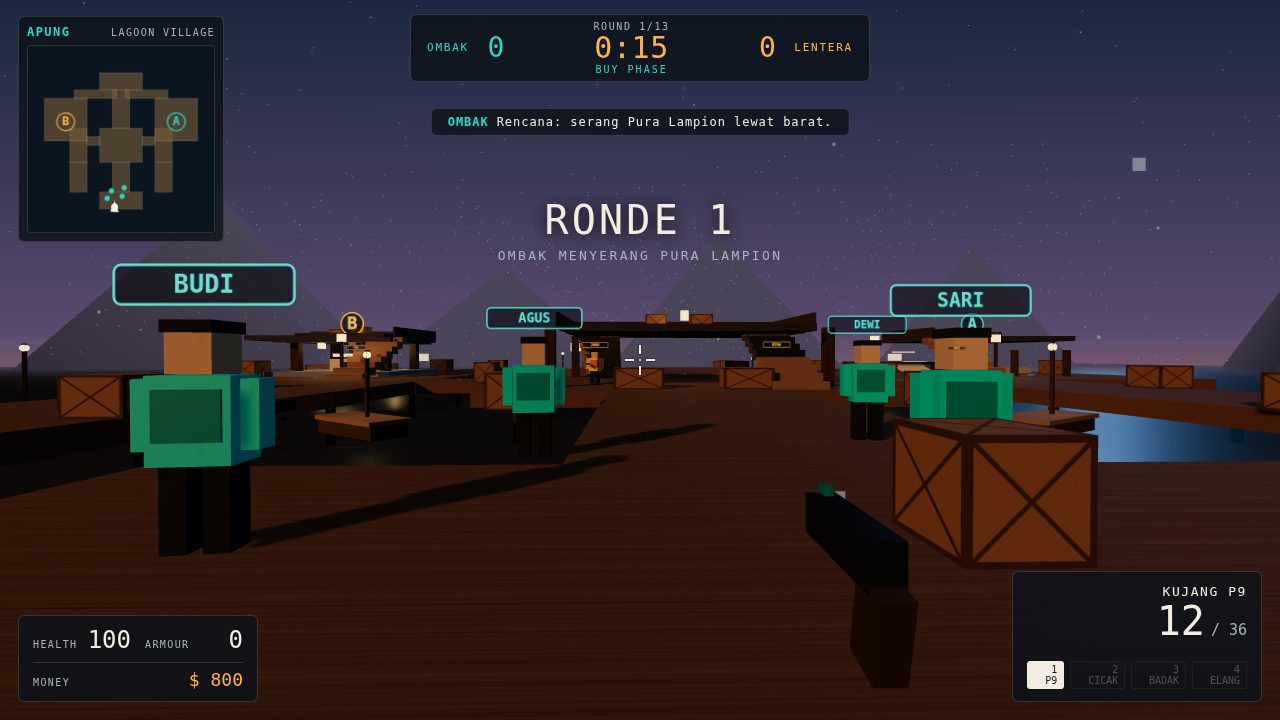 APUNG LAGOON VILLAGE
B A
ROUND 1/13
OMBAK 0 0:15 0 LENTERA
BUY PHASE
OMBAK Rencana: serang Pura Lampion lewat barat.
RONDE 1
OMBAK MENYERANG PURA LAMPION
BUDI
SARI
AGUS
DEWI
B
A
HEALTH 100 ARMOUR 0
MONEY $ 800
KUJANG P9
12 / 36
1 2 3 4
P9 CICAK BADAK ELANG